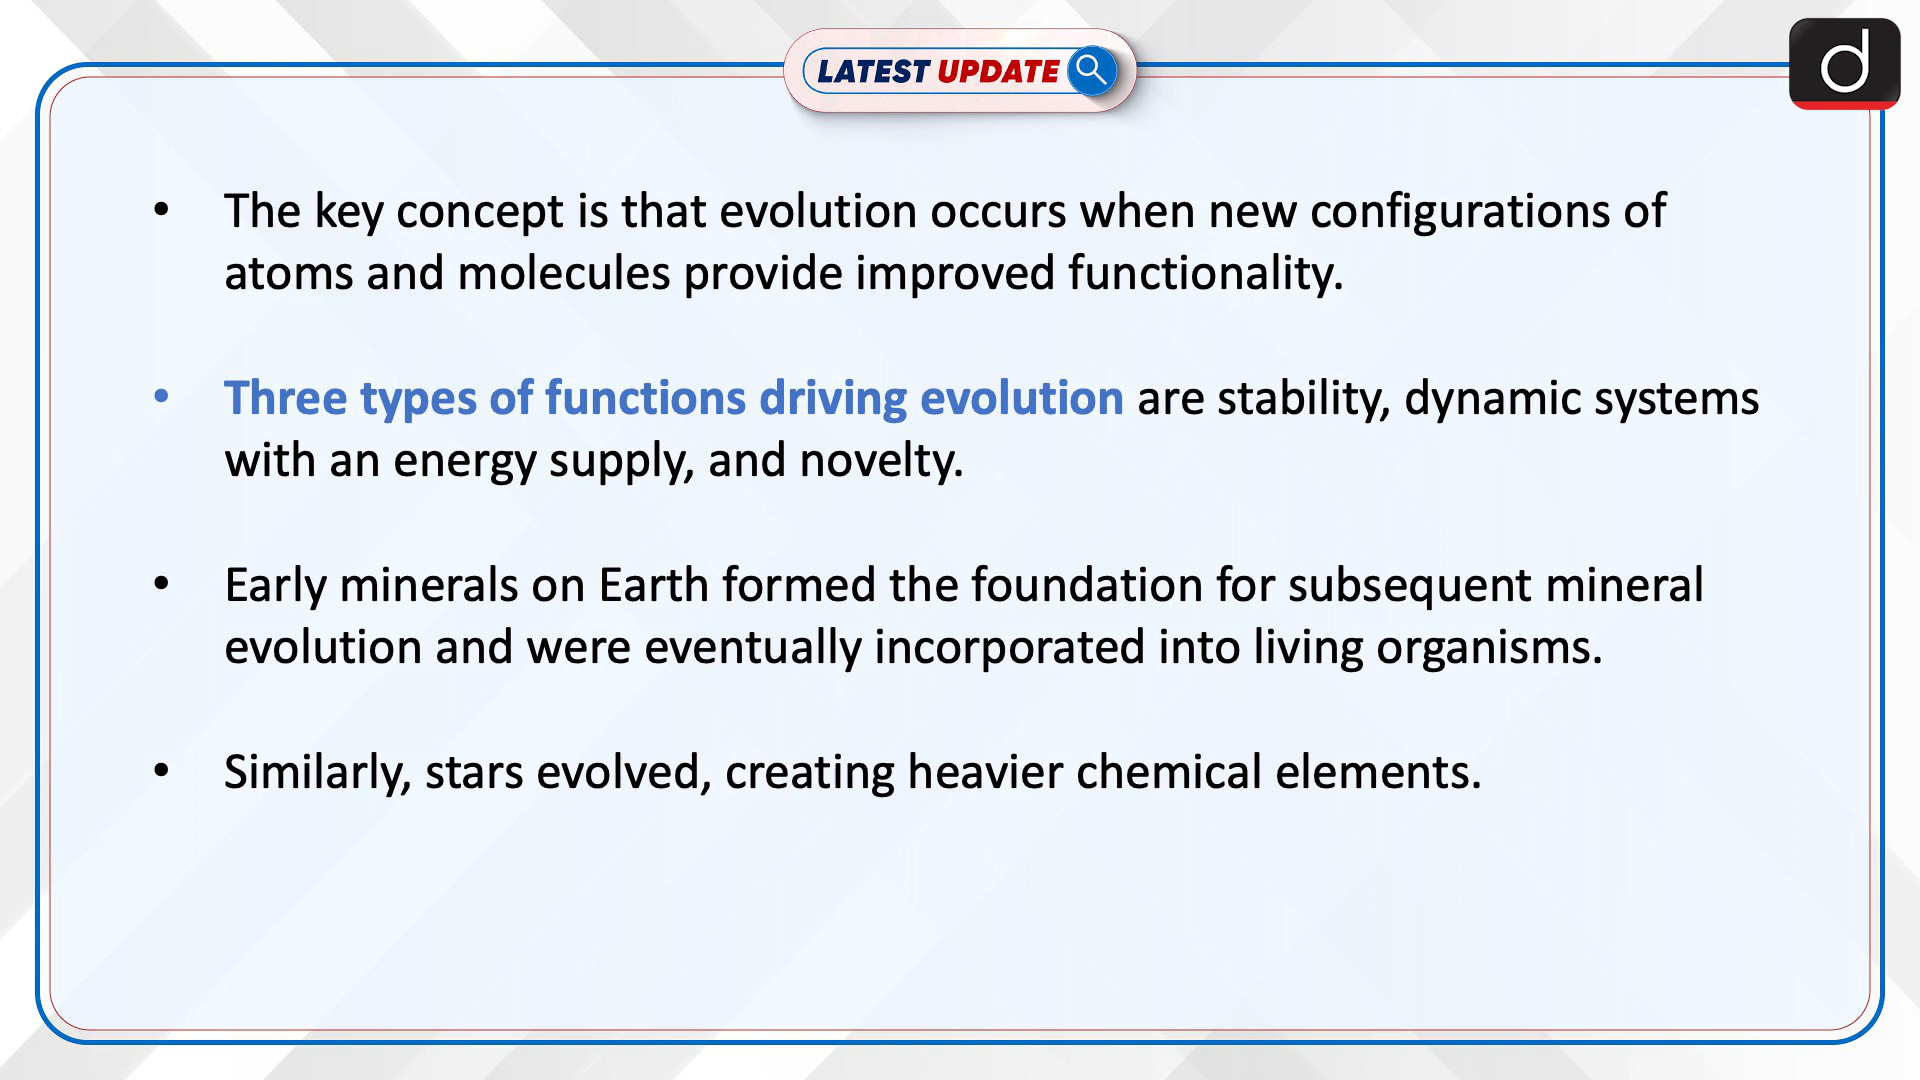 LATEST UPDATE
d
• The key concept is that evolution occurs when new configurations of
atoms and molecules provide improved functionality.
• Three types of functions driving evolution are stability, dynamic systems
with an energy supply, and novelty.
• Early minerals on Earth formed the foundation for subsequent mineral
evolution and were eventually incorporated into living organisms.
• Similarly, stars evolved, creating heavier chemical elements.